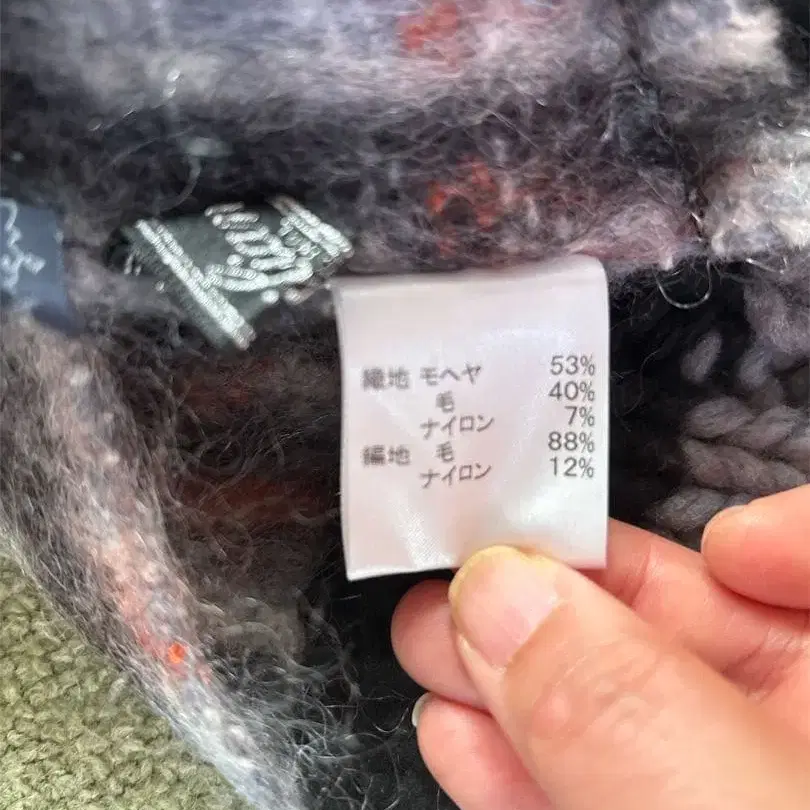 織地 モヘヤ 53%
毛 40%
ナイロン 7%
編地 毛 88%
ナイロン 12%